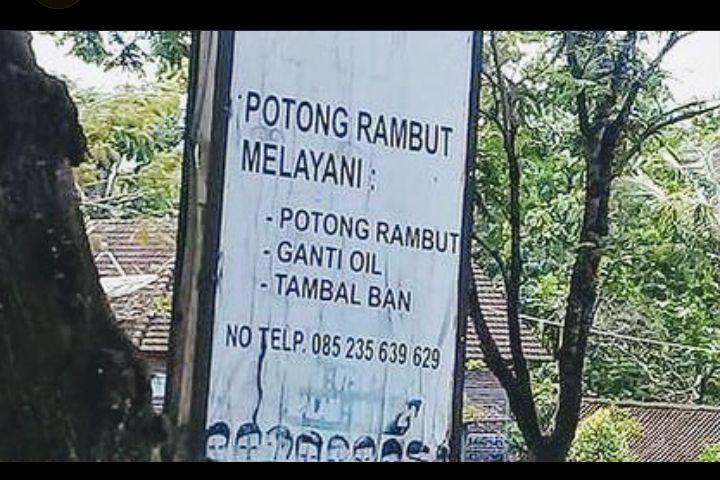 POTONG RAMBUT
MELAYANI :
- POTONG RAMBUT
- GANTI OIL
- TAMBAL BAN
NO TELP. 085 235 639 629